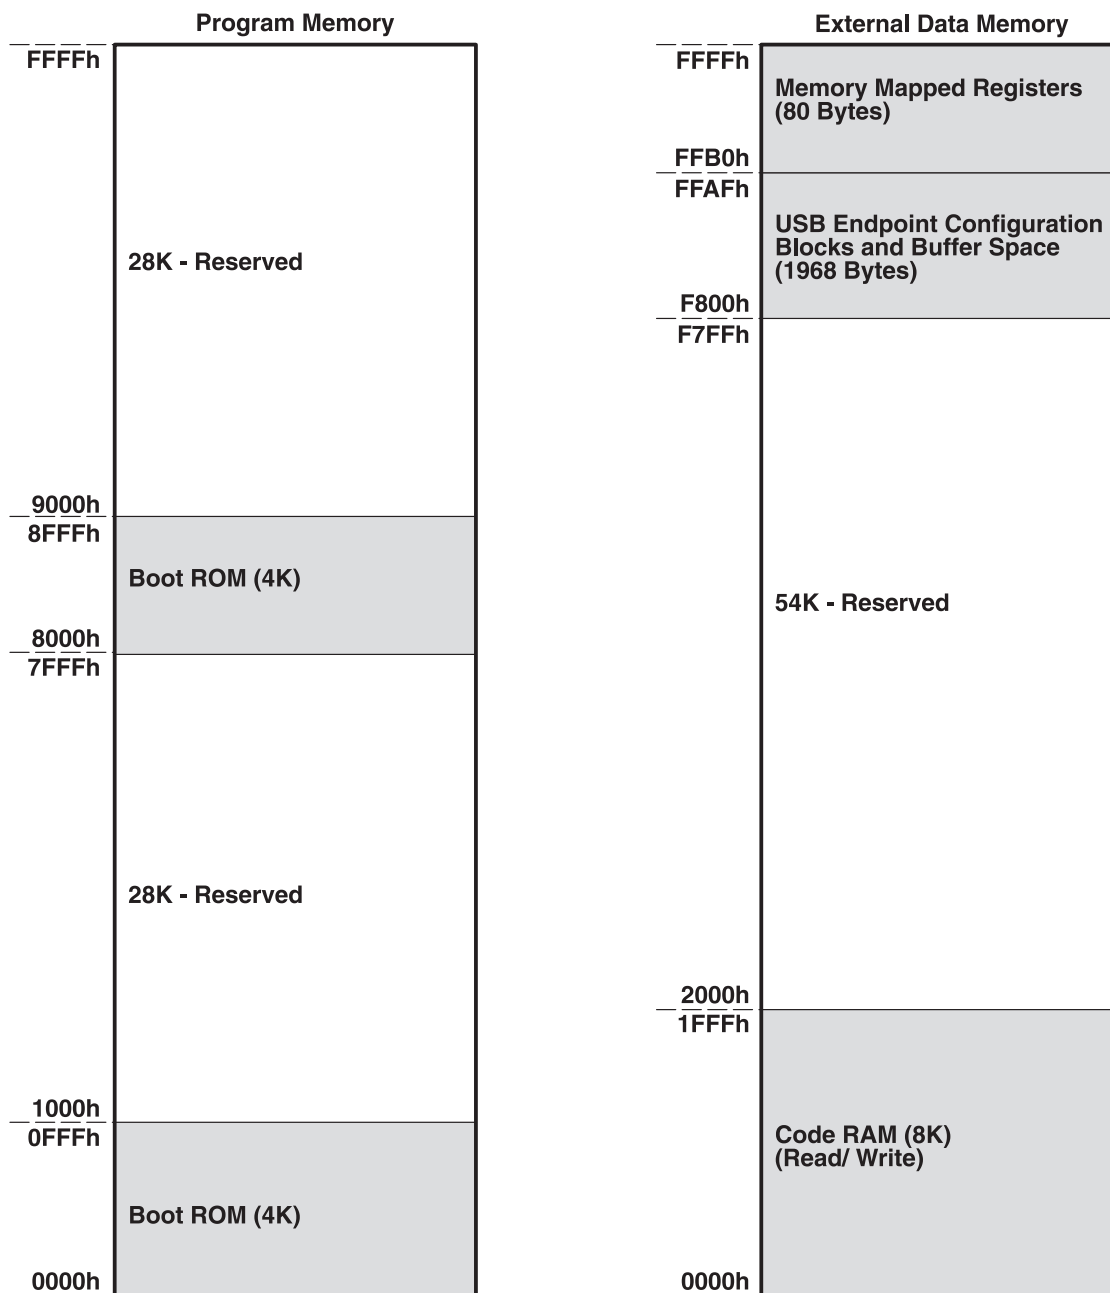 Program Memory
FFFFh
28K - Reserved
9000h
8FFFh
Boot ROM (4K)
8000h
7FFFh
28K - Reserved
1000h
0FFFh
Boot ROM (4K)
0000h
External Data Memory
FFFFh
Memory Mapped Registers
(80 Bytes)
FFB0h
FFAFh
USB Endpoint Configuration
Blocks and Buffer Space
(1968 Bytes)
F800h
F7FFh
54K - Reserved
2000h
1FFFh
Code RAM (8K)
(Read/ Write)
0000h